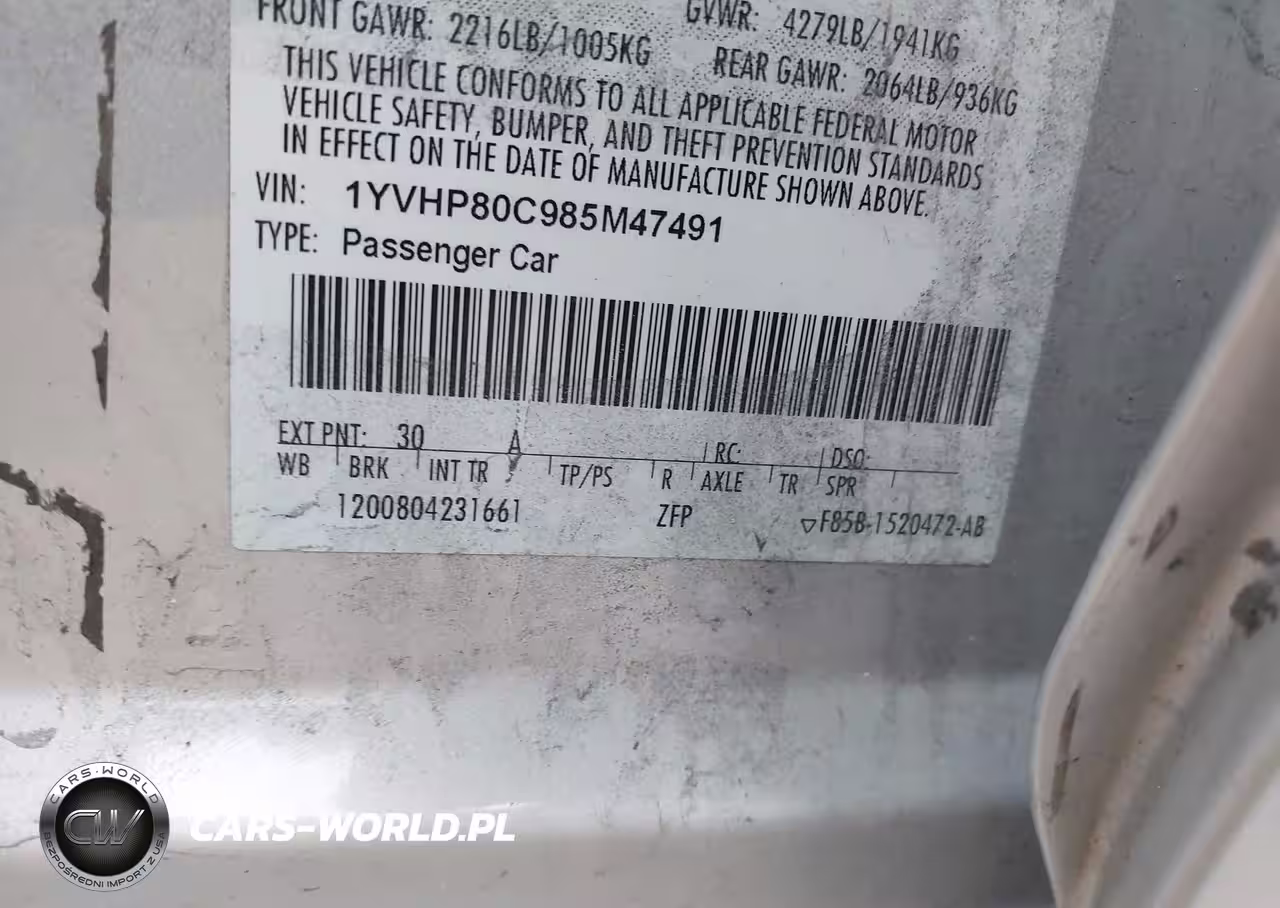 FRONT GAWR: 2216LB/1005KG
GVWR: 4279LB/1941KG
REAR GAWR: 2064LB/936KG
THIS VEHICLE CONFORMS TO ALL APPLICABLE FEDERAL MOTOR
VEHICLE SAFETY, BUMPER, AND THEFT PREVENTION STANDARDS
IN EFFECT ON THE DATE OF MANUFACTURE SHOWN ABOVE.
VIN: 1YVHP80C985M47491
TYPE: Passenger Car
EXT PNT: 30 A RC: DSO:
WB BRK INT TR TP/PS R AXLE TR SPR
1200804231661 ZFP ▽F85B-1520472-AB
CARS-WORLD
CW
BEZPOŚREDNI IMPORT Z USA
CARS-WORLD.PL